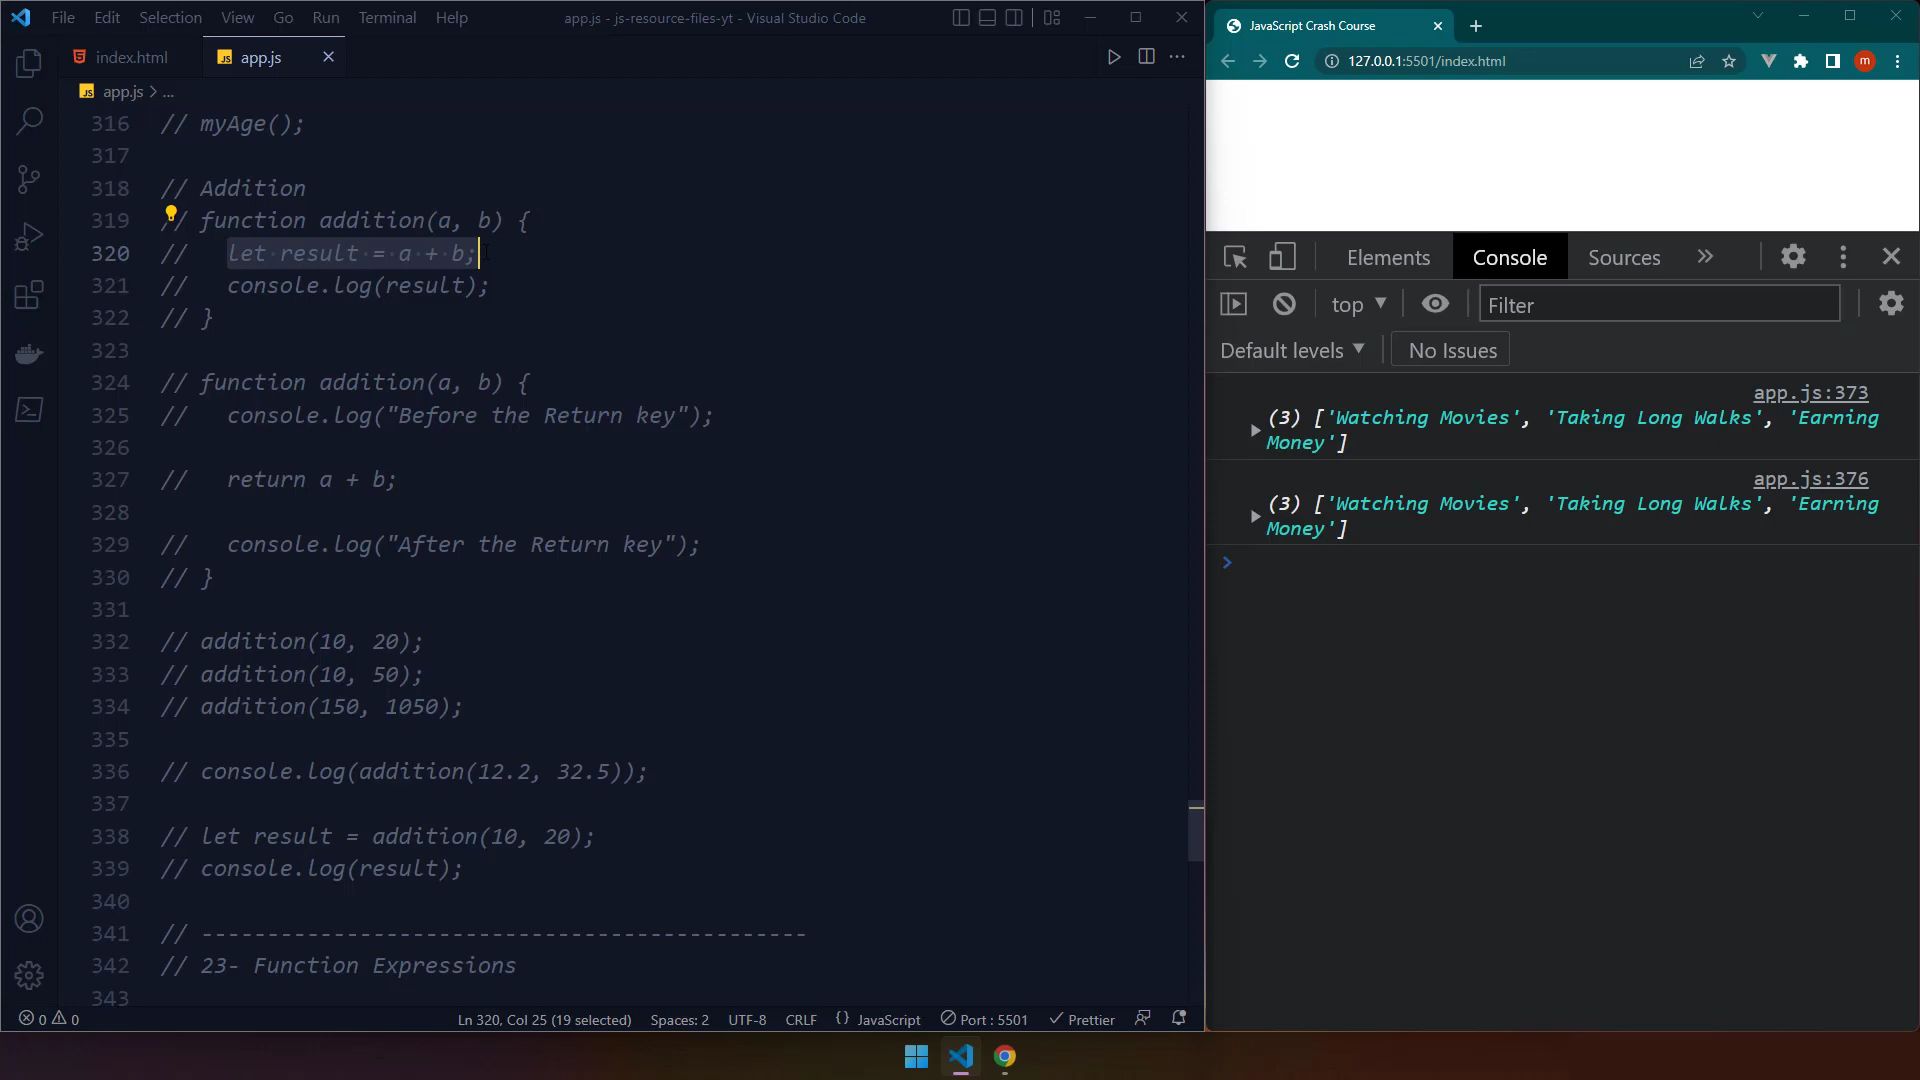 File Edit Selection View Go Run Terminal Help
app.js - js-resource-files-yt - Visual Studio Code
index.html
JS app.js
JS app.js > ...
316 // myAge();
317
318 // Addition
319 // function addition(a, b) {
320 //   let result = a + b;
321 //   console.log(result);
322 // }
323
324 // function addition(a, b) {
325 //   console.log("Before the Return key");
326
327 //   return a + b;
328
329 //   console.log("After the Return key");
330 // }
331
332 // addition(10, 20);
333 // addition(10, 50);
334 // addition(150, 1050);
335
336 // console.log(addition(12.2, 32.5));
337
338 // let result = addition(10, 20);
339 // console.log(result);
340
341 // ----------------------------------------------
342 // 23- Function Expressions
343
0 0 Ln 320, Col 25 (19 selected) Spaces: 2 UTF-8 CRLF {} JavaScript Port : 5501 Prettier
JavaScript Crash Course
127.0.0.1:5501/index.html
m
Elements Console Sources
top Filter
Default levels No Issues
app.js:373
(3) ['Watching Movies', 'Taking Long Walks', 'Earning
Money']
app.js:376
(3) ['Watching Movies', 'Taking Long Walks', 'Earning
Money']